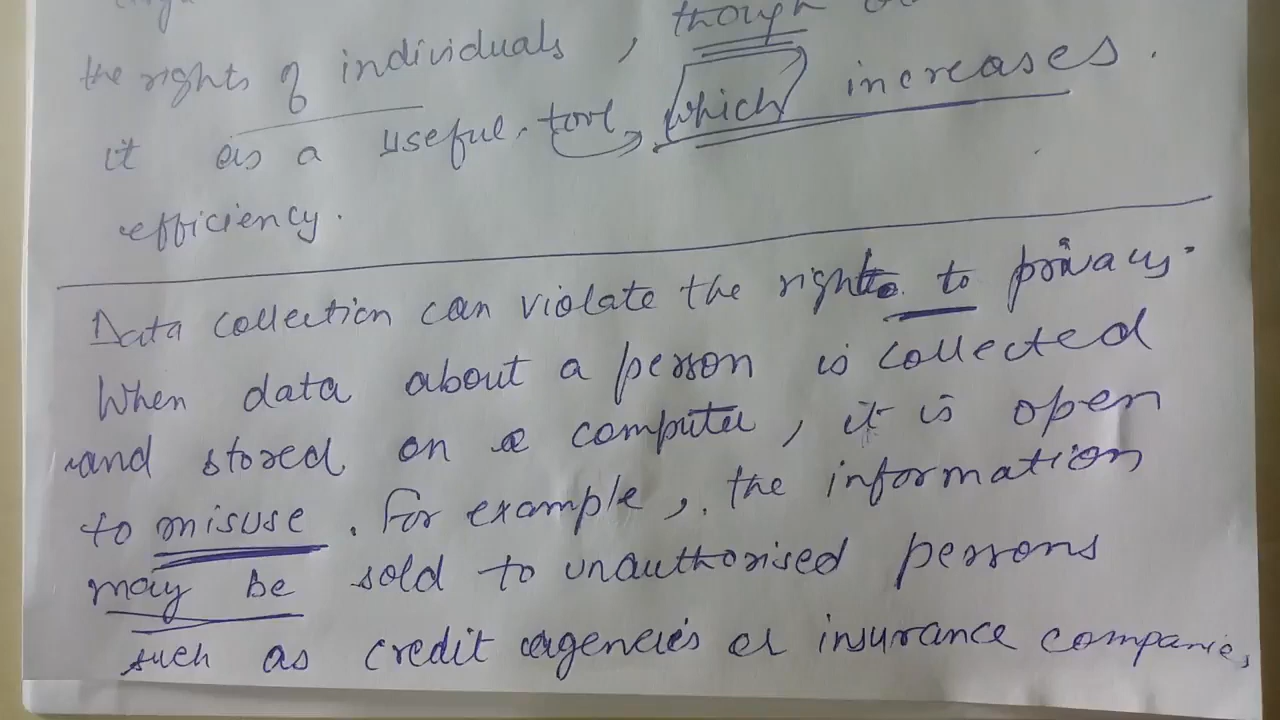 the rights of individuals, though
it as a useful tool, which increases.
efficiency.
Data collection can violate the right to privacy.
When data about a person is collected
and stored on a computer, it is open
to misuse. For example, the information
may be sold to unauthorised persons
such as credit agencies or insurance companies